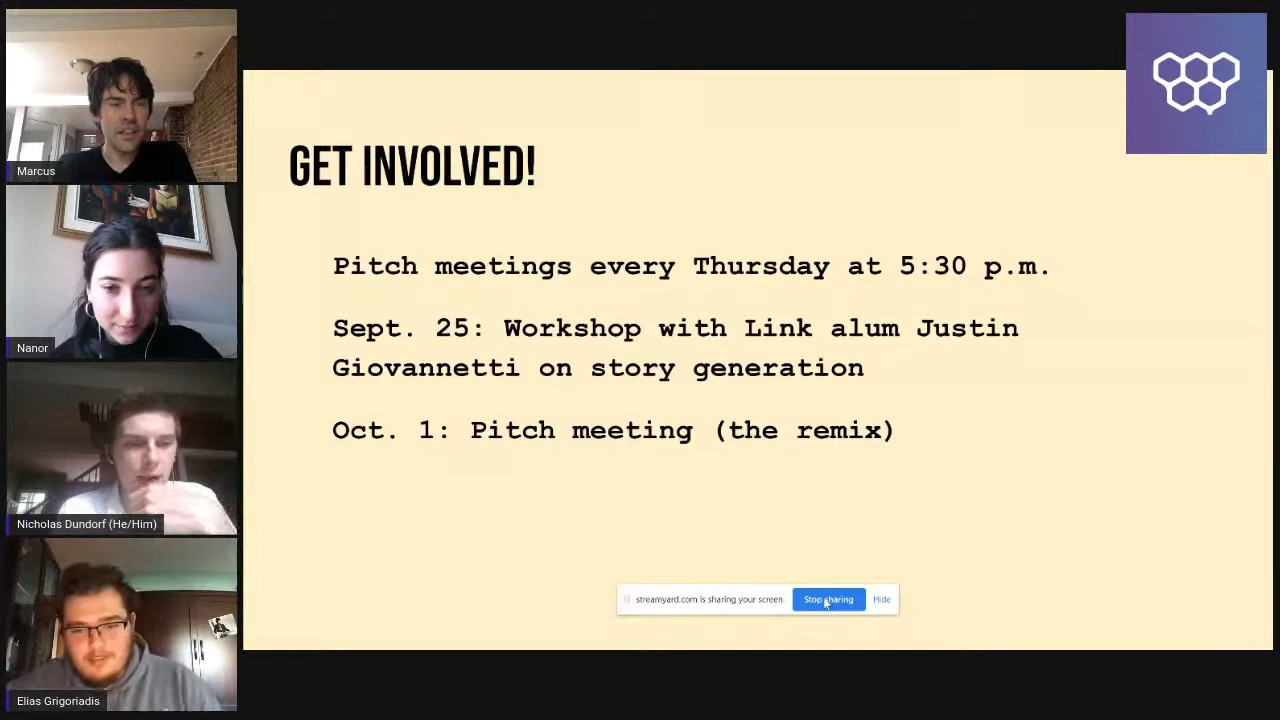 Marcus
Nanor
Nicholas Dundorf (He/Him)
Elias Grigoriadis
GET INVOLVED!
Pitch meetings every Thursday at 5:30 p.m.
Sept. 25: Workshop with Link alum Justin
Giovannetti on story generation
Oct. 1: Pitch meeting (the remix)
streamyard.com is sharing your screen. Stop sharing Hide